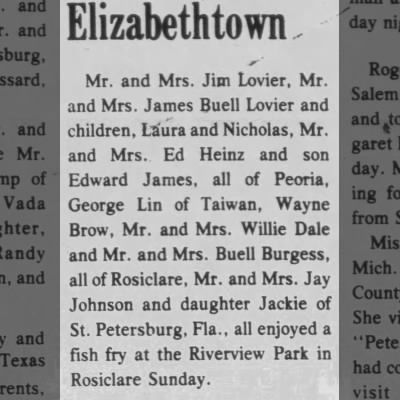 Elizabethtown
Mr. and Mrs. Jim Lovier, Mr.
and Mrs. James Buell Lovier and
children, Laura and Nicholas, Mr.
and Mrs. Ed Heinz and son
Edward James, all of Peoria,
George Lin of Taiwan, Wayne
Brow, Mr. and Mrs. Willie Dale
and Mr. and Mrs. Buell Burgess,
all of Rosiclare, Mr. and Mrs. Jay
Johnson and daughter Jackie of
St. Petersburg, Fla., all enjoyed a
fish fry at the Riverview Park in
Rosiclare Sunday.
and
r. and
sburg,
ssard,
. and
e Mr.
mp of
Vada
ghter,
Randy
n, and
y and
Texas
rents,
day
Rog
Salem
and to
garet
day. M
ing fo
from S
Mis
Mich.
County
She vi
"Pete
had co
visit